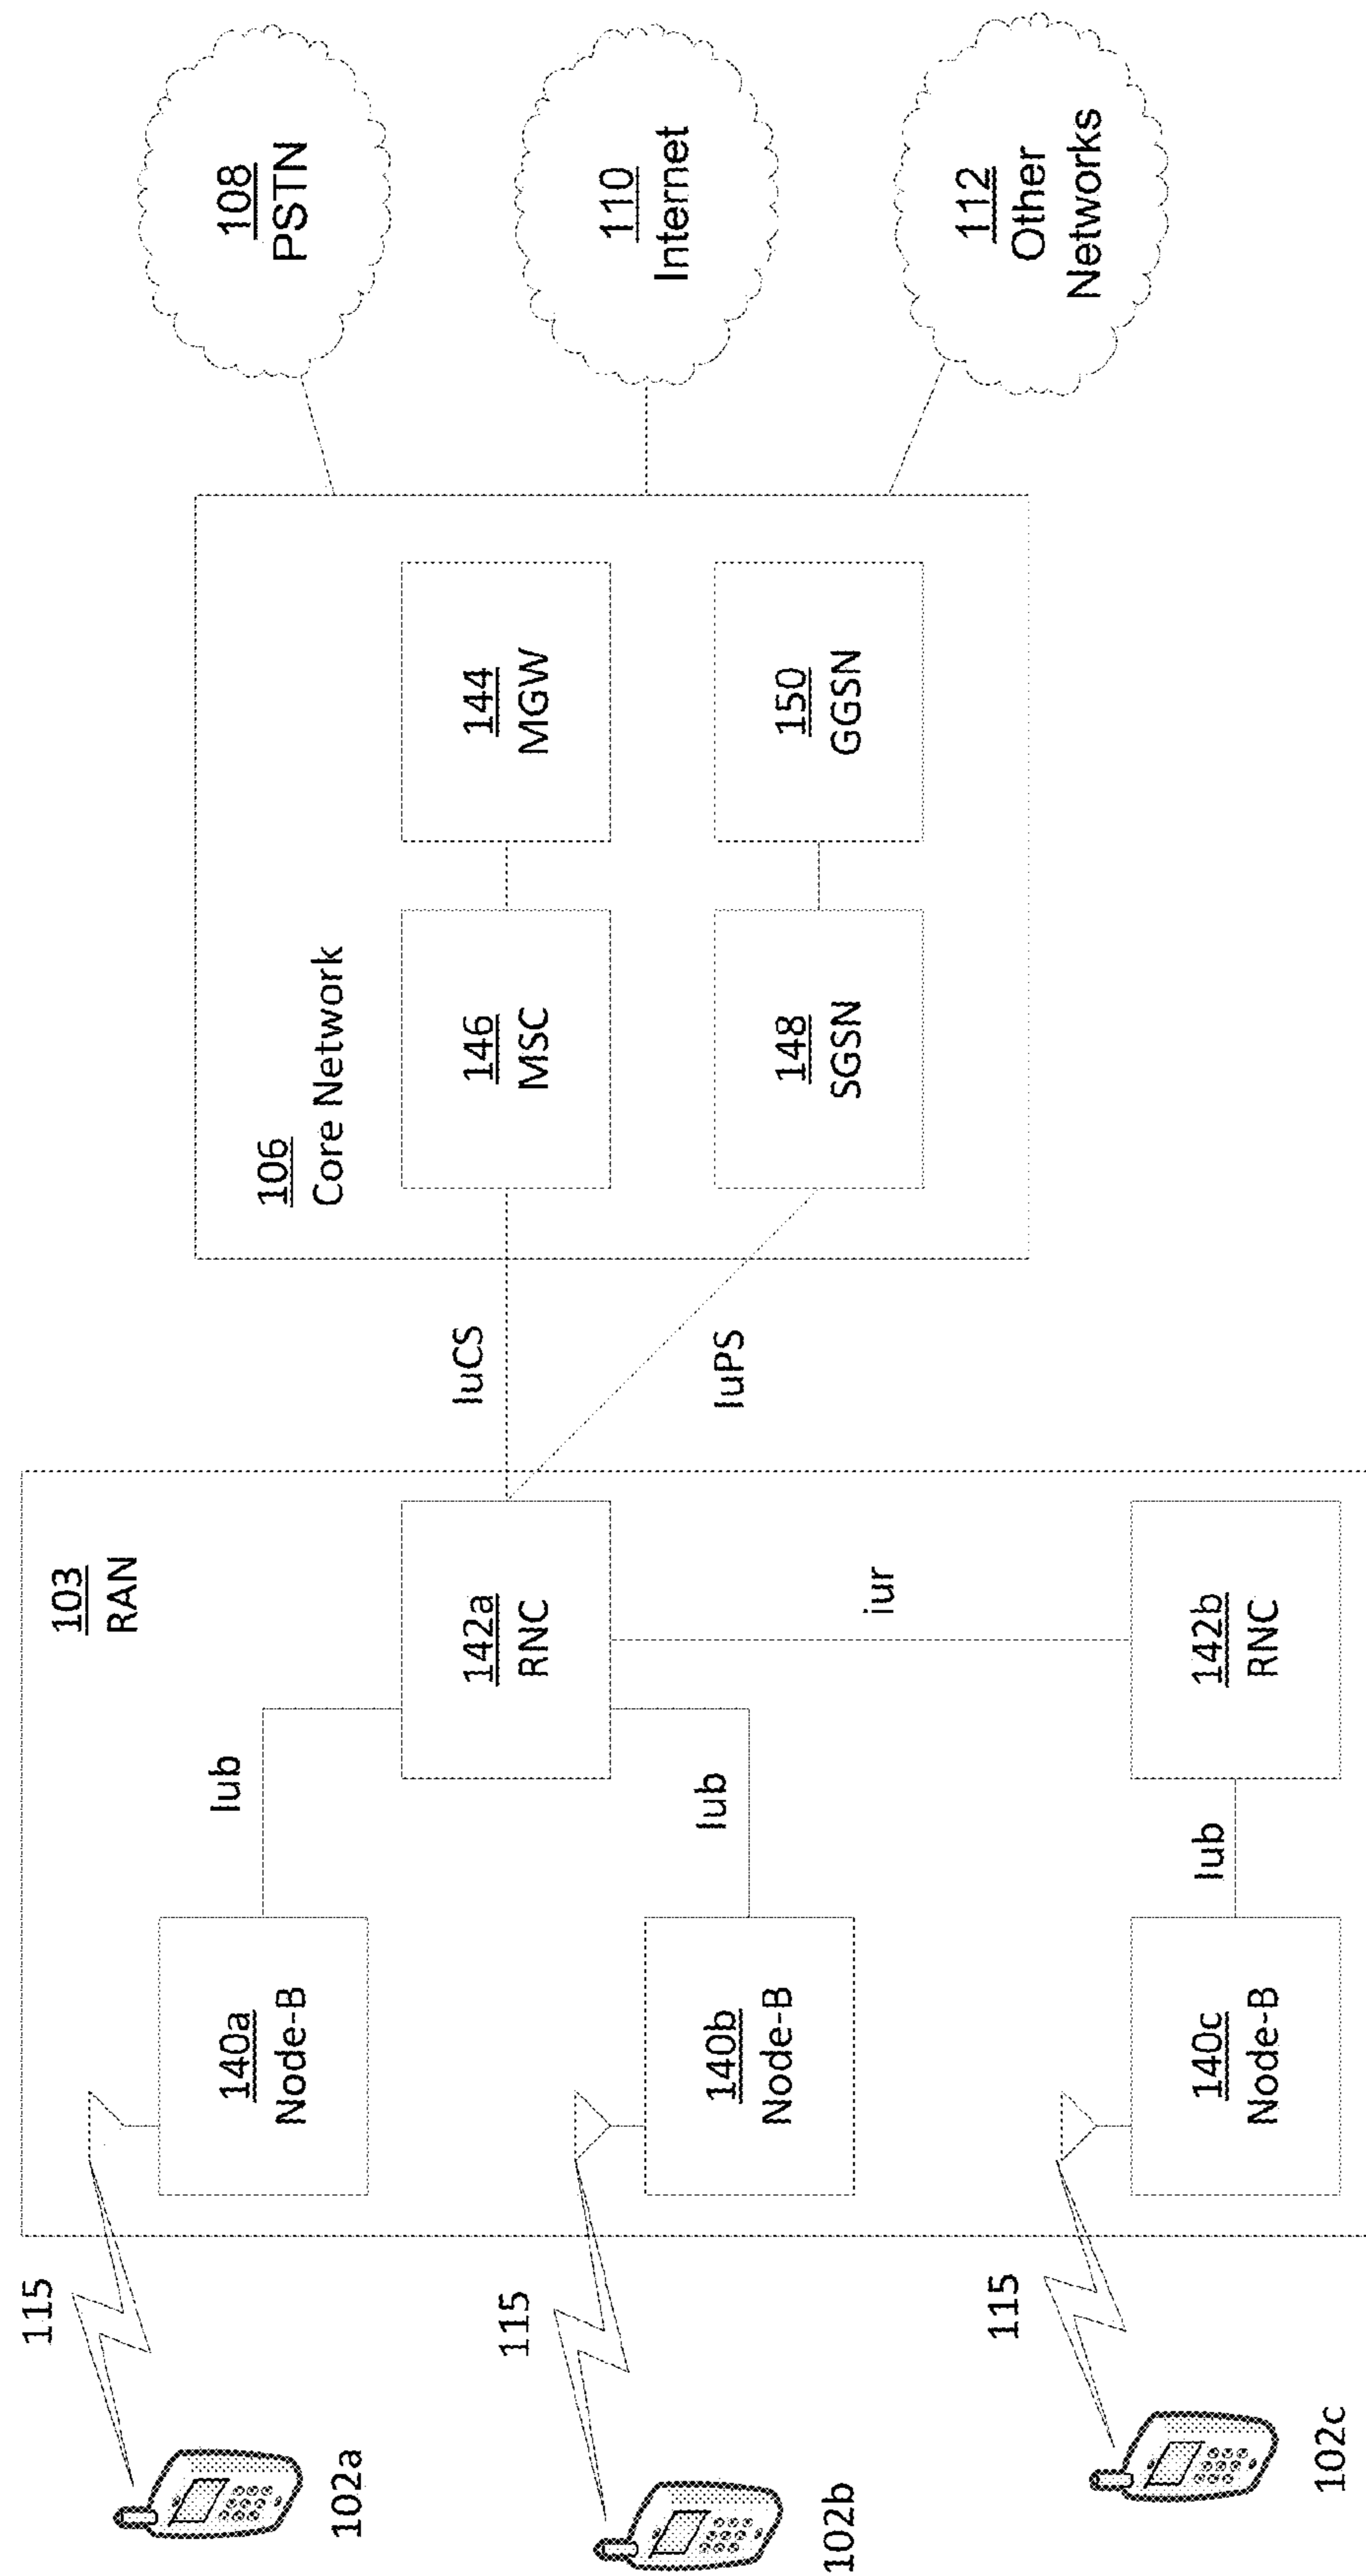 115
102a
115
102b
115
102c
103
RAN
140a
Node-B
Iub
142a
RNC
140b
Node-B
Iub
iur
140c
Node-B
Iub
142b
RNC
IuCS
IuPS
106
Core Network
146
MSC
144
MGW
148
SGSN
150
GGSN
108
PSTN
110
Internet
112
Other
Networks